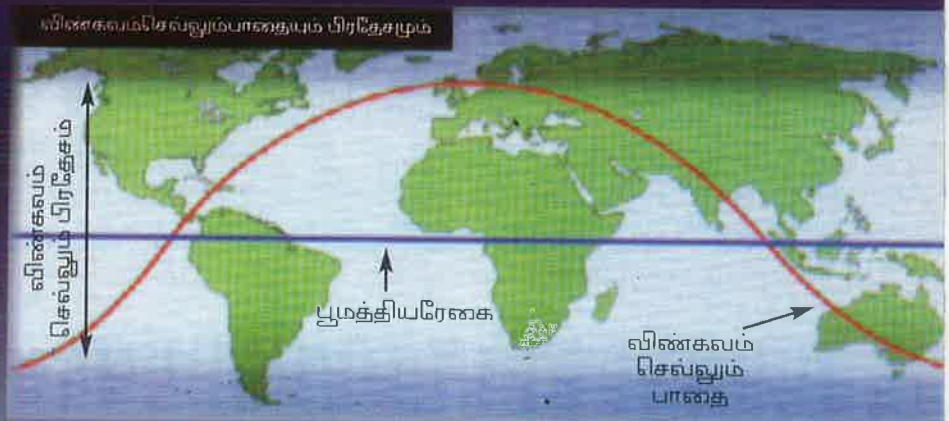 விண்கலம்செல்லும்பாதையும் பிரதேசமும்
விண்கலம்
செல்லும் பிரதேசம்
பூமத்தியரேகை
விண்கலம்
செல்லும்
பாதை